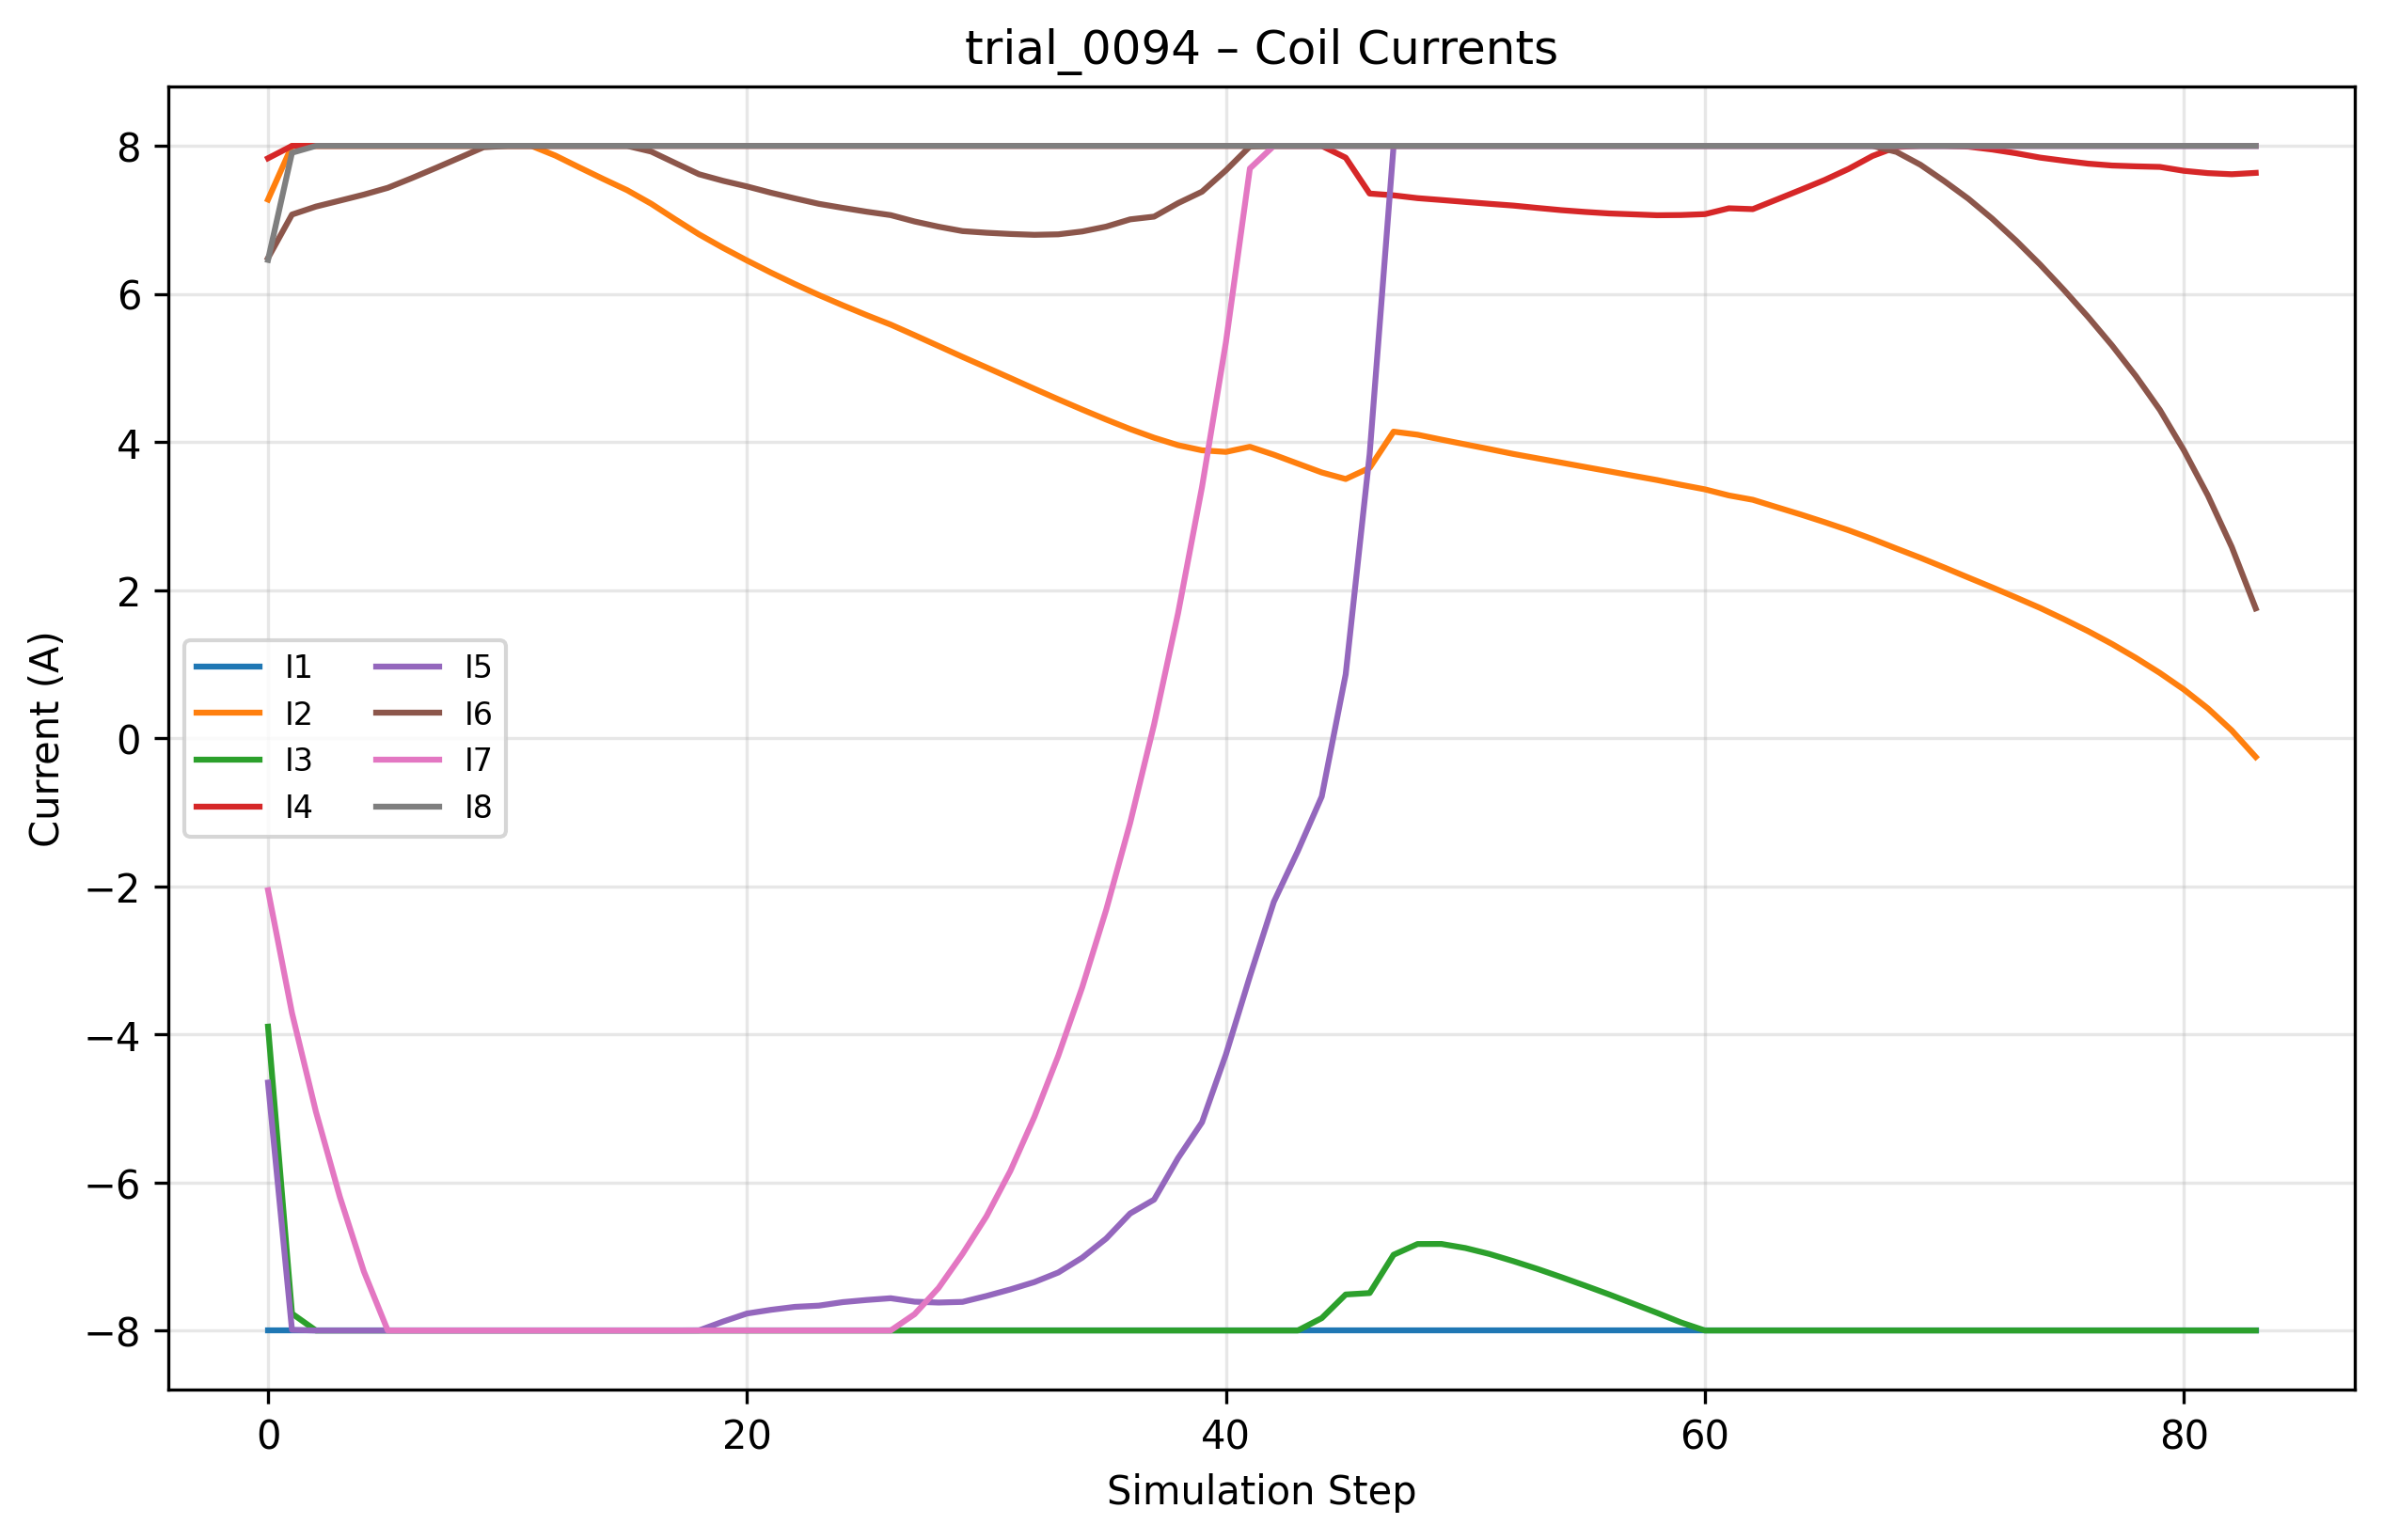 trial_0094 – Coil Currents
Current (A)
8
6
4
2
0
−2
−4
−6
−8
I1 I5
I2 I6
I3 I7
I4 I8
0 20 40 60 80
Simulation Step